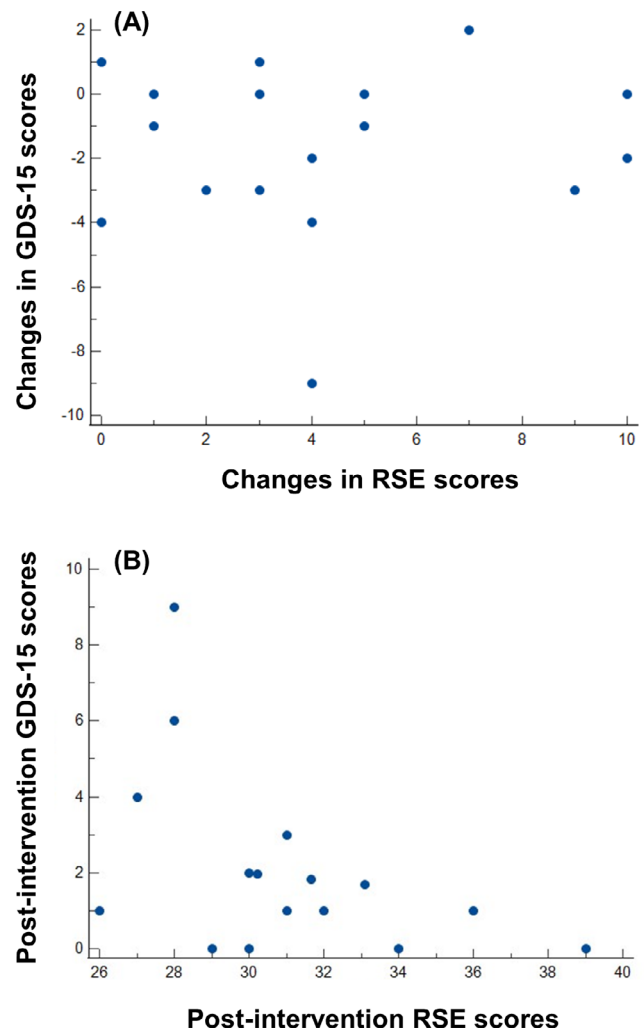 (A)
Changes in GDS-15 scores
2
0
-2
-4
-6
-8
-10
0 2 4 6 8 10
Changes in RSE scores
(B)
Post-intervention GDS-15 scores
10
8
6
4
2
0
26 28 30 32 34 36 38 40
Post-intervention RSE scores